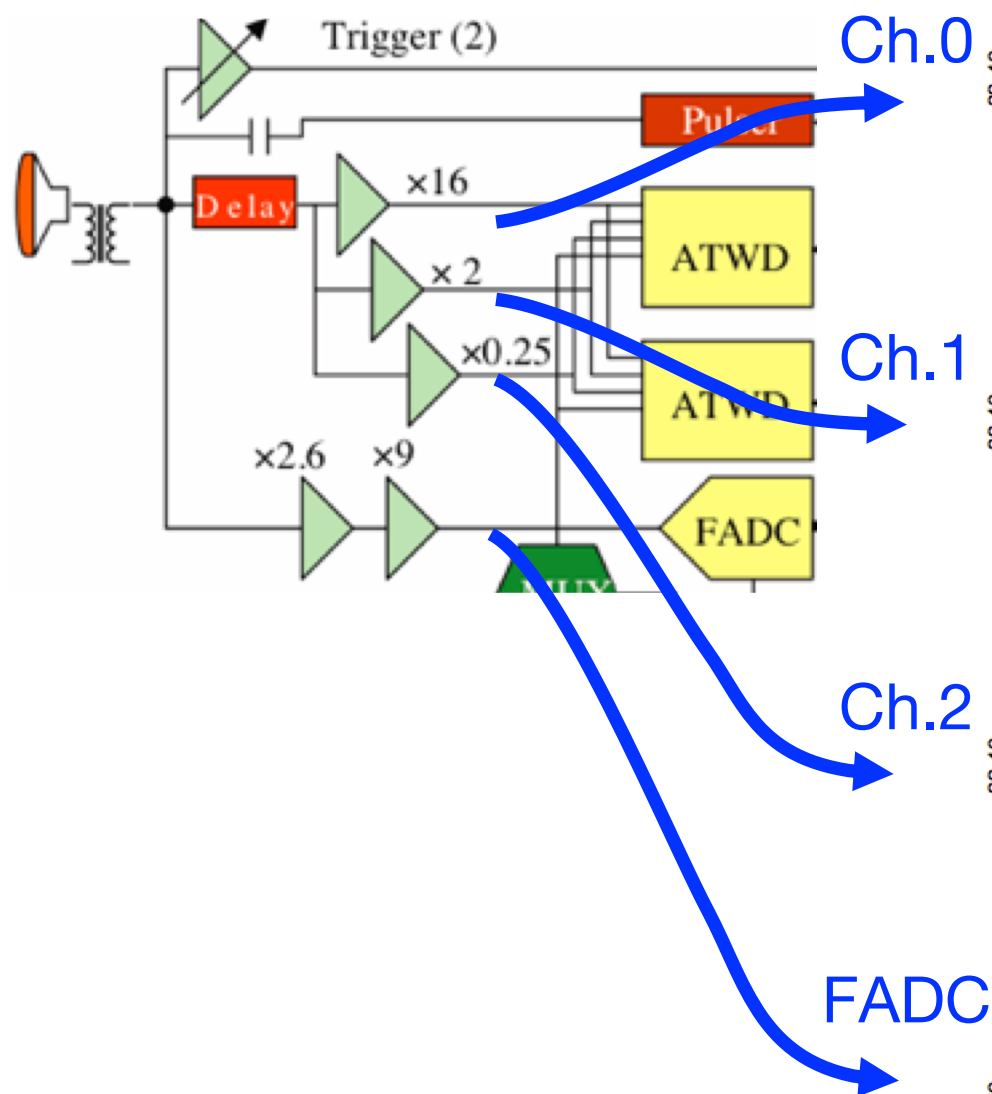 Trigger (2)
Ch.0
Pulser
×16
Delay
ATWD
× 2
×0.25
Ch.1
ATWD
×2.6
×9
FADC
MUX
Ch.2
FADC